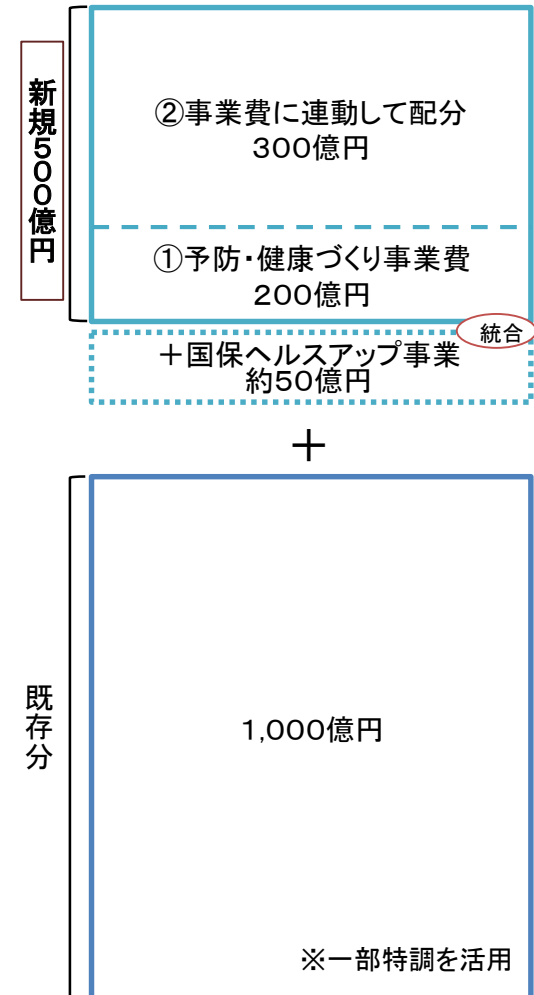 新規500億円
②事業費に連動して配分
300億円
①予防・健康づくり事業費
200億円
統合
+国保ヘルスアップ事業
約50億円
+
既存分
1,000億円
※一部特調を活用